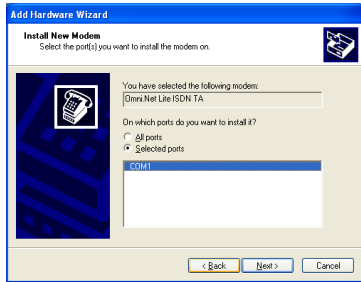 Add Hardware Wizard
Install New Modem
Select the port(s) you want to install the modem on.
You have selected the following modem:
Omni.Net Lite ISDN TA
On which ports do you want to install it?
All ports
Selected ports
COM1
< Back
Next >
Cancel